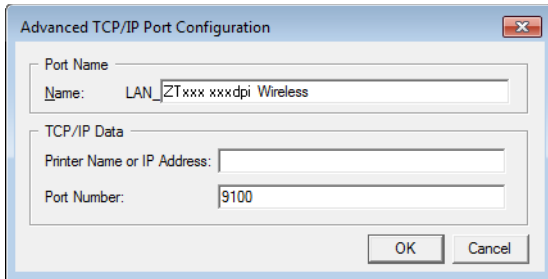 Advanced TCP/IP Port Configuration
Port Name
Name: LAN_ZTxxx xxxdpi Wireless
TCP/IP Data
Printer Name or IP Address:
Port Number: 9100
OK Cancel